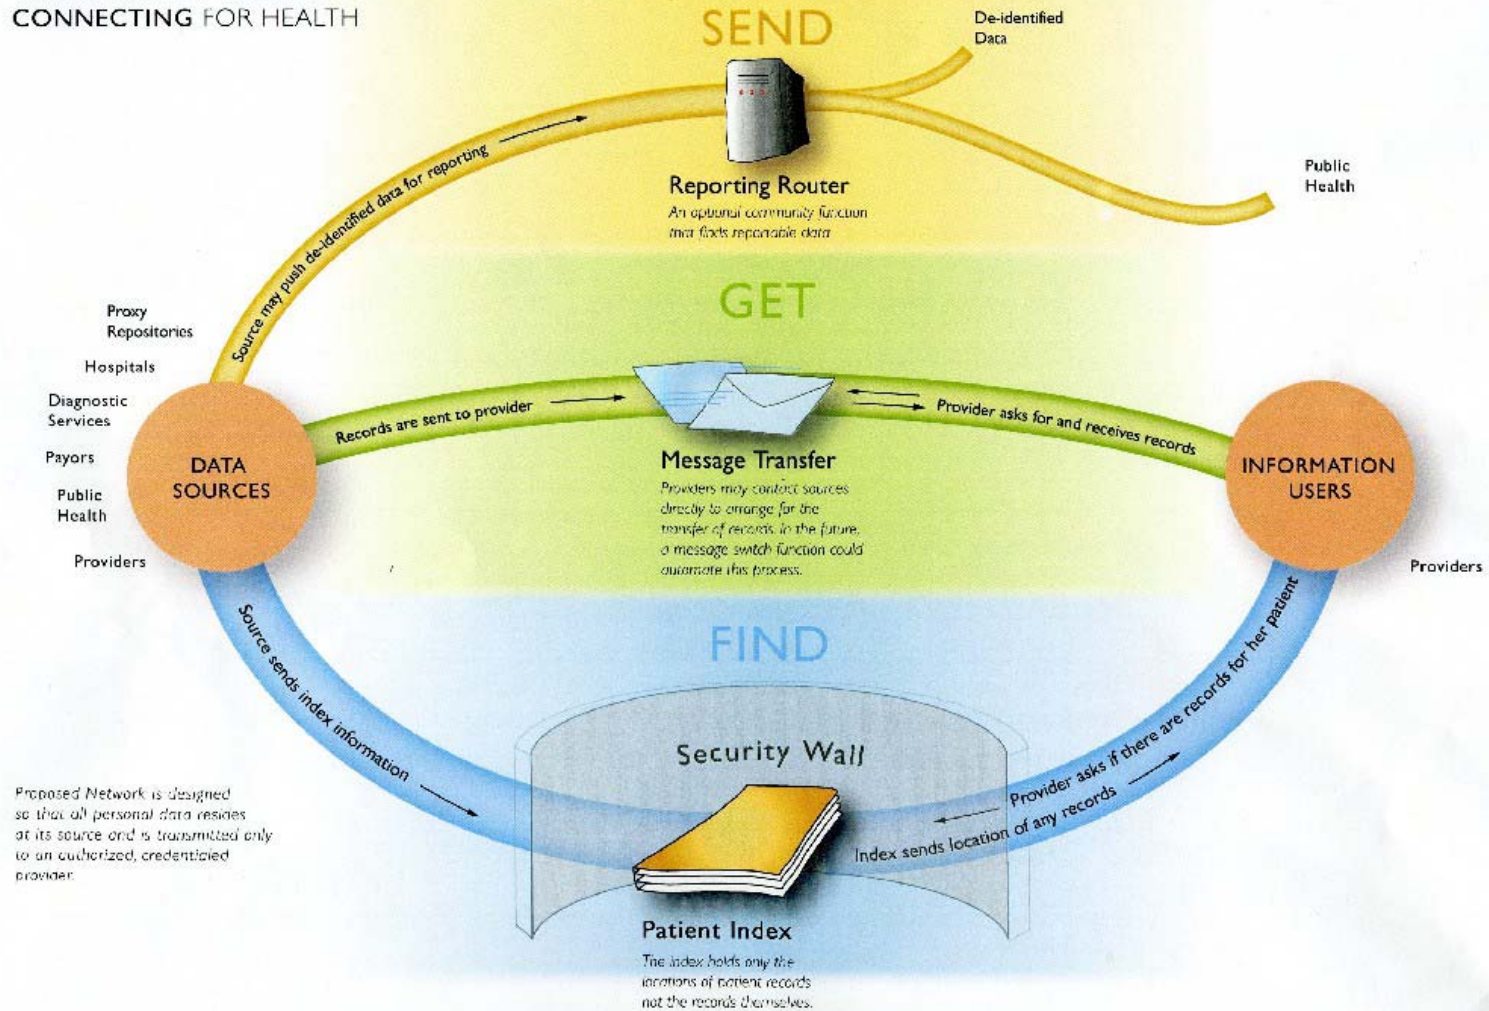 CONNECTING FOR HEALTH
SEND
De-identified
Data
Source may push de-identified data for reporting
Reporting Router
An optional community function
that finds reportable data
Public
Health
GET
Proxy
Repositories
Hospitals
Diagnostic
Services
Payors
Public
Health
Providers
DATA
SOURCES
Records are sent to provider
Provider asks for and receives records
Message Transfer
Providers may contact sources
directly to arrange for the
transfer of records. In the future,
a message switch function could
automate this process.
INFORMATION
USERS
Providers
FIND
Source sends index information
Security Wall
Provider asks if there are records for her patient
Index sends location of any records
Proposed Network is designed
so that all personal data resides
at its source and is transmitted only
to an authorized, credentialed
provider.
Patient Index
The index holds only the
locations of patient records
not the records themselves.